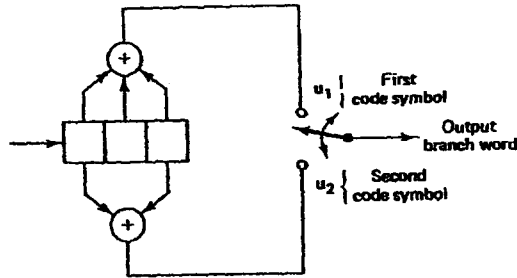 +
u1 { First
code symbol
Output
branch word
u2 { Second
code symbol
+